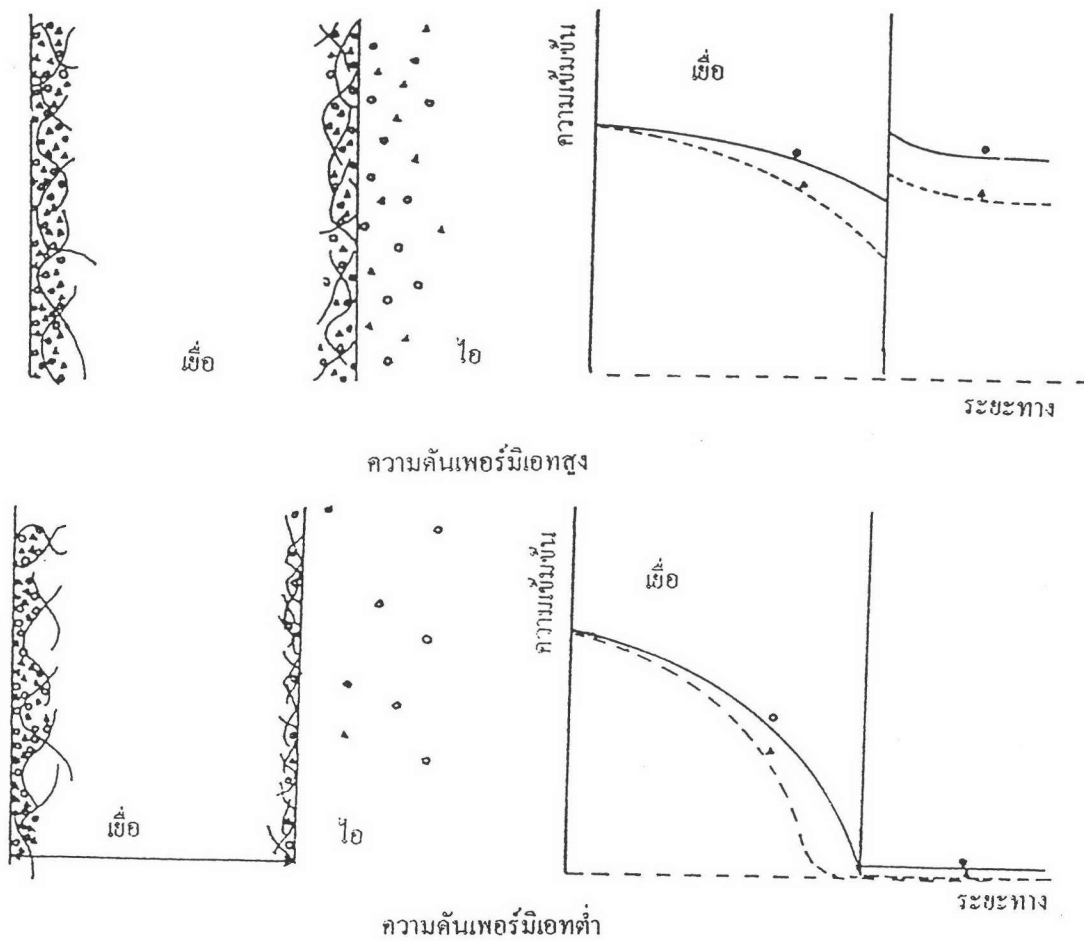 ความเข้มข้น
เยื่อ
เยื่อ
ไอ
ระยะทาง
ความดันเพอร์มิเอทสูง
ความเข้มข้น
เยื่อ
เยื่อ
ไอ
ระยะทาง
ความดันเพอร์มิเอทต่ำ